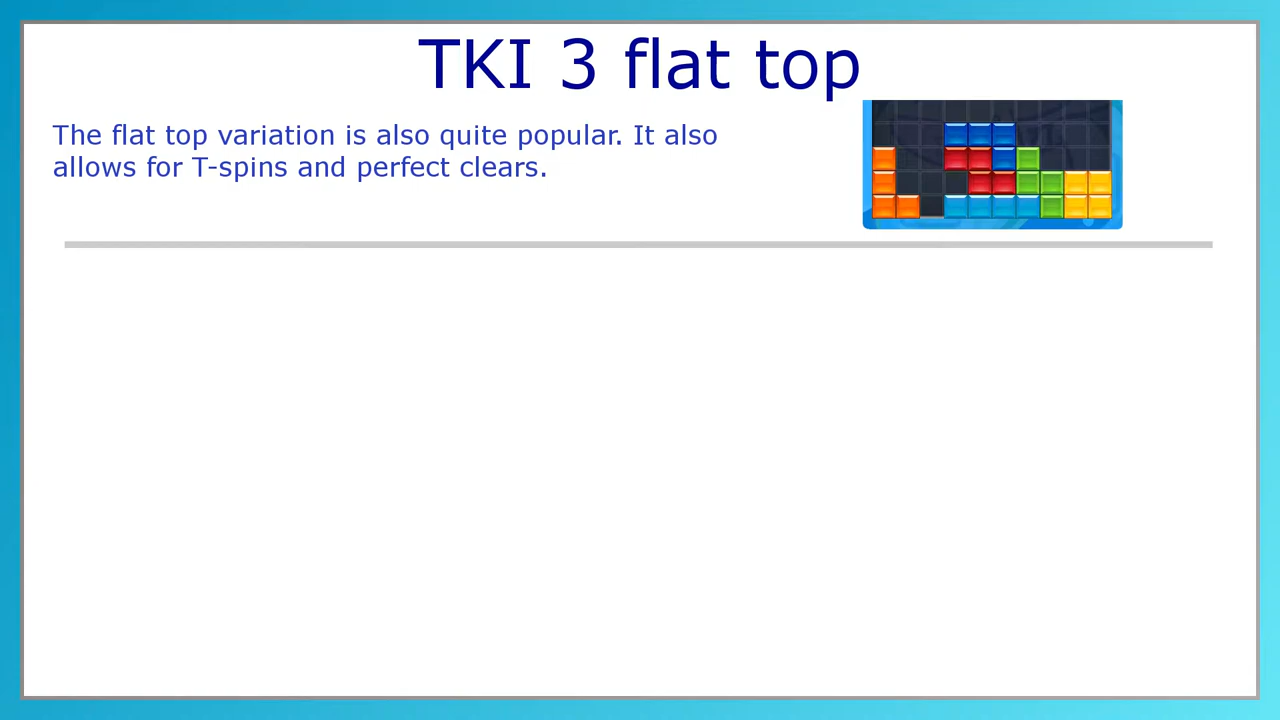 TKI 3 flat top
The flat top variation is also quite popular. It also
allows for T-spins and perfect clears.